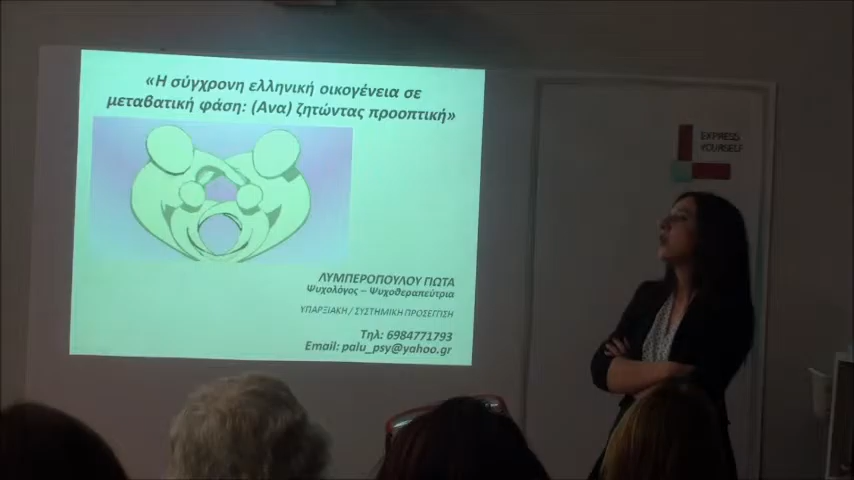 «Η σύγχρονη ελληνική οικογένεια σε
μεταβατική φάση: (Ανα) ζητώντας προοπτική»
ΛΥΜΠΕΡΟΠΟΥΛΟΥ ΓΙΩΤΑ
Ψυχολόγος – Ψυχοθεραπεύτρια
ΥΠΑΡΞΙΑΚΗ / ΣΥΣΤΗΜΙΚΗ ΠΡΟΣΕΓΓΙΣΗ
Τηλ: 6984771793
Email: palu_psy@yahoo.gr
EXPRESS
YOURSELF